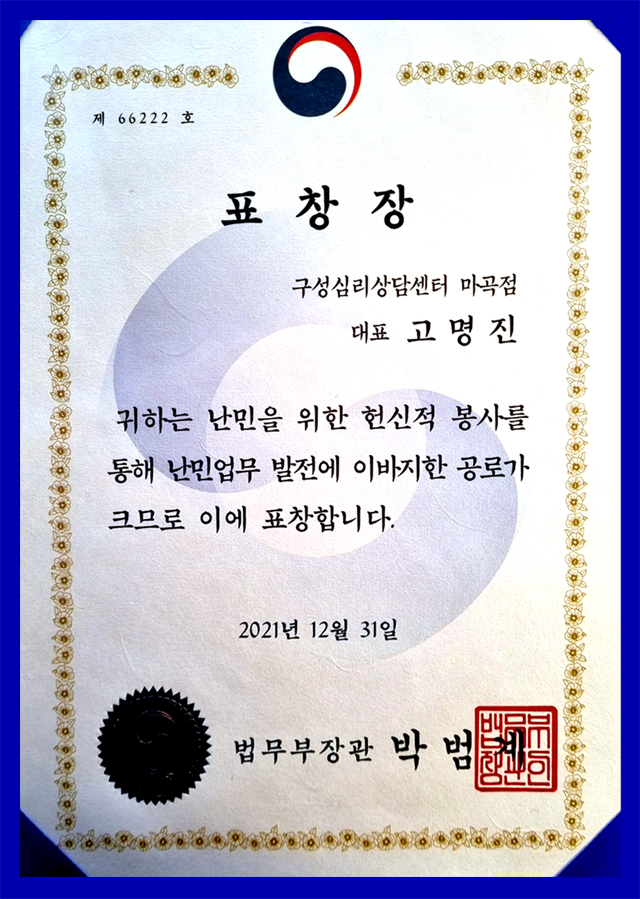 제 66222 호
표 창 장
구성심리상담센터 마곡점
대표 고 명 진
귀하는 난민을 위한 헌신적 봉사를
통해 난민업무 발전에 이바지한 공로가
크므로 이에 표창합니다.
2021년 12월 31일
법무부장관 박 범 계